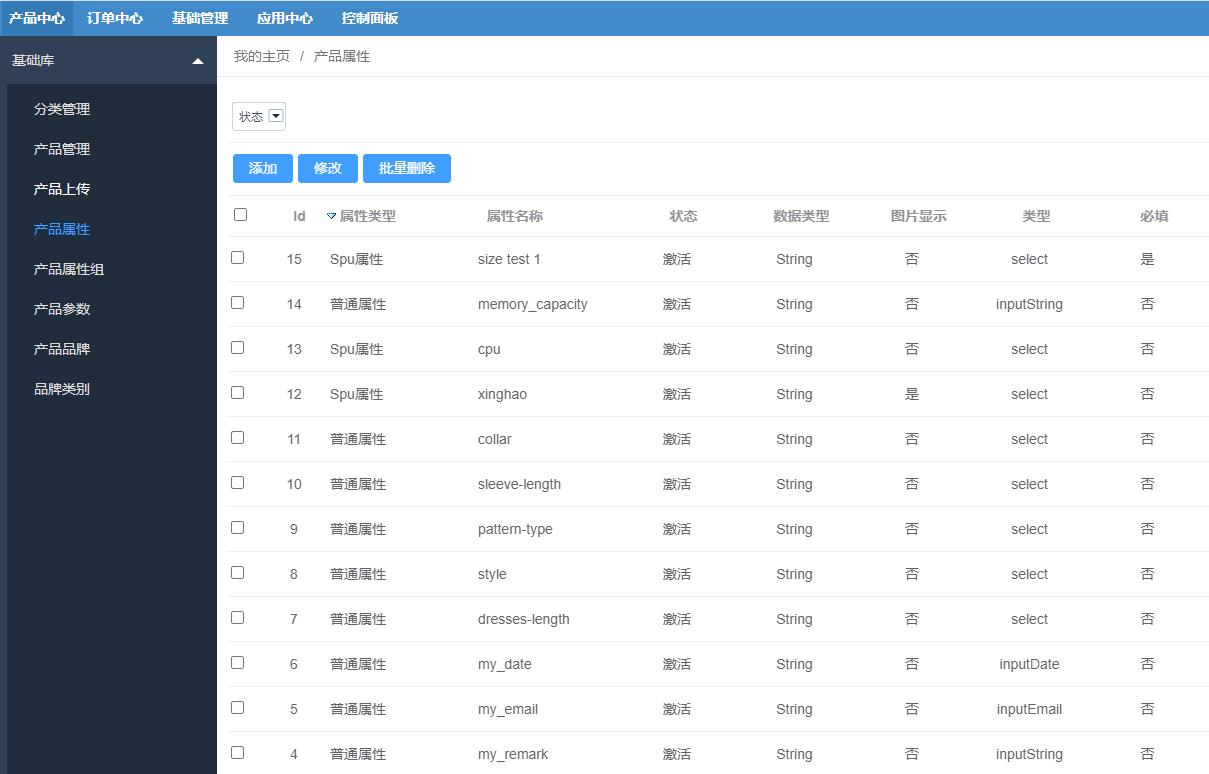 产品中心 订单中心 基础管理 应用中心 控制面板
基础库
我的主页 / 产品属性
分类管理
产品管理
产品上传
产品属性
产品属性组
产品参数
产品品牌
品牌类别
状态
添加 修改 批量删除
Id 属性类型 属性名称 状态 数据类型 图片显示 类型 必填
15 Spu属性 size test 1 激活 String 否 select 是
14 普通属性 memory_capacity 激活 String 否 inputString 否
13 Spu属性 cpu 激活 String 否 select 否
12 Spu属性 xinghao 激活 String 是 select 否
11 普通属性 collar 激活 String 否 select 否
10 普通属性 sleeve-length 激活 String 否 select 否
9 普通属性 pattern-type 激活 String 否 select 否
8 普通属性 style 激活 String 否 select 否
7 普通属性 dresses-length 激活 String 否 select 否
6 普通属性 my_date 激活 String 否 inputDate 否
5 普通属性 my_email 激活 String 否 inputEmail 否
4 普通属性 my_remark 激活 String 否 inputString 否